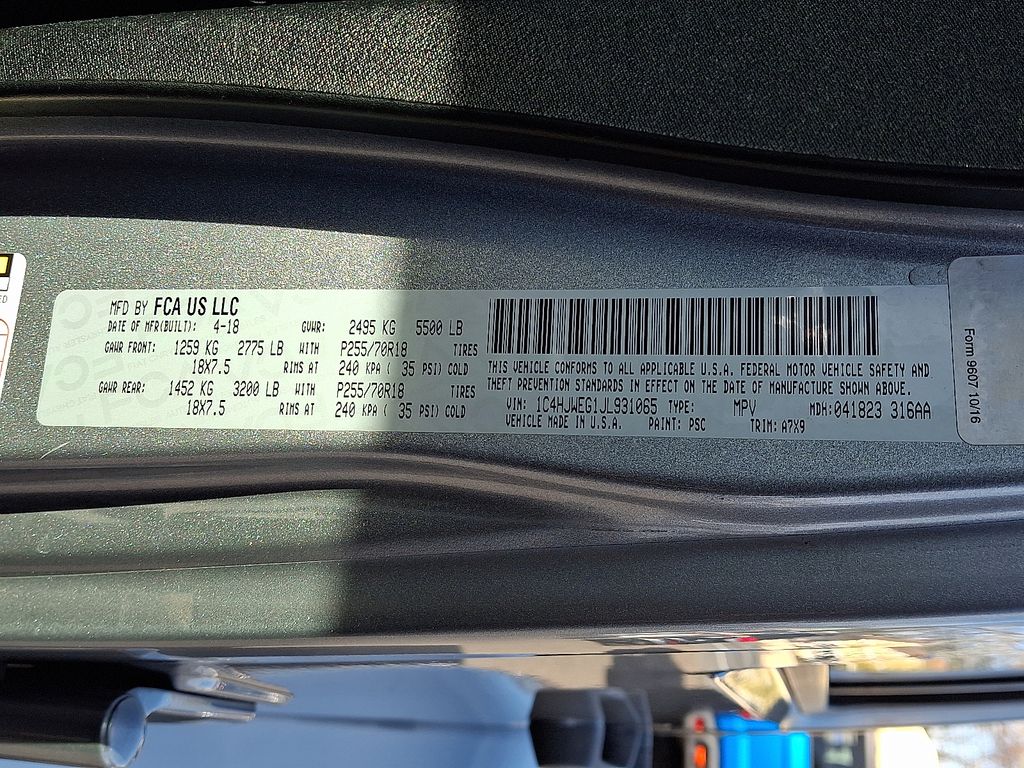 MFD BY FCA US LLC
DATE OF MFR(BUILT): 4-18 GVWR: 2495 KG 5500 LB
GAWR FRONT: 1259 KG 2775 LB WITH P255/70R18 TIRES
18X7.5 RIMS AT 240 KPA ( 35 PSI) COLD
GAWR REAR: 1452 KG 3200 LB WITH P255/70R18 TIRES
18X7.5 RIMS AT 240 KPA ( 35 PSI) COLD
THIS VEHICLE CONFORMS TO ALL APPLICABLE U.S.A. FEDERAL MOTOR VEHICLE SAFETY AND
THEFT PREVENTION STANDARDS IN EFFECT ON THE DATE OF MANUFACTURE SHOWN ABOVE.
VIN: 1C4HJWEG1JL931065 TYPE: MPV MDH:041823 316AA
VEHICLE MADE IN U.S.A. PAINT: PSC TRIM: A7X9
Form 9607 10/16